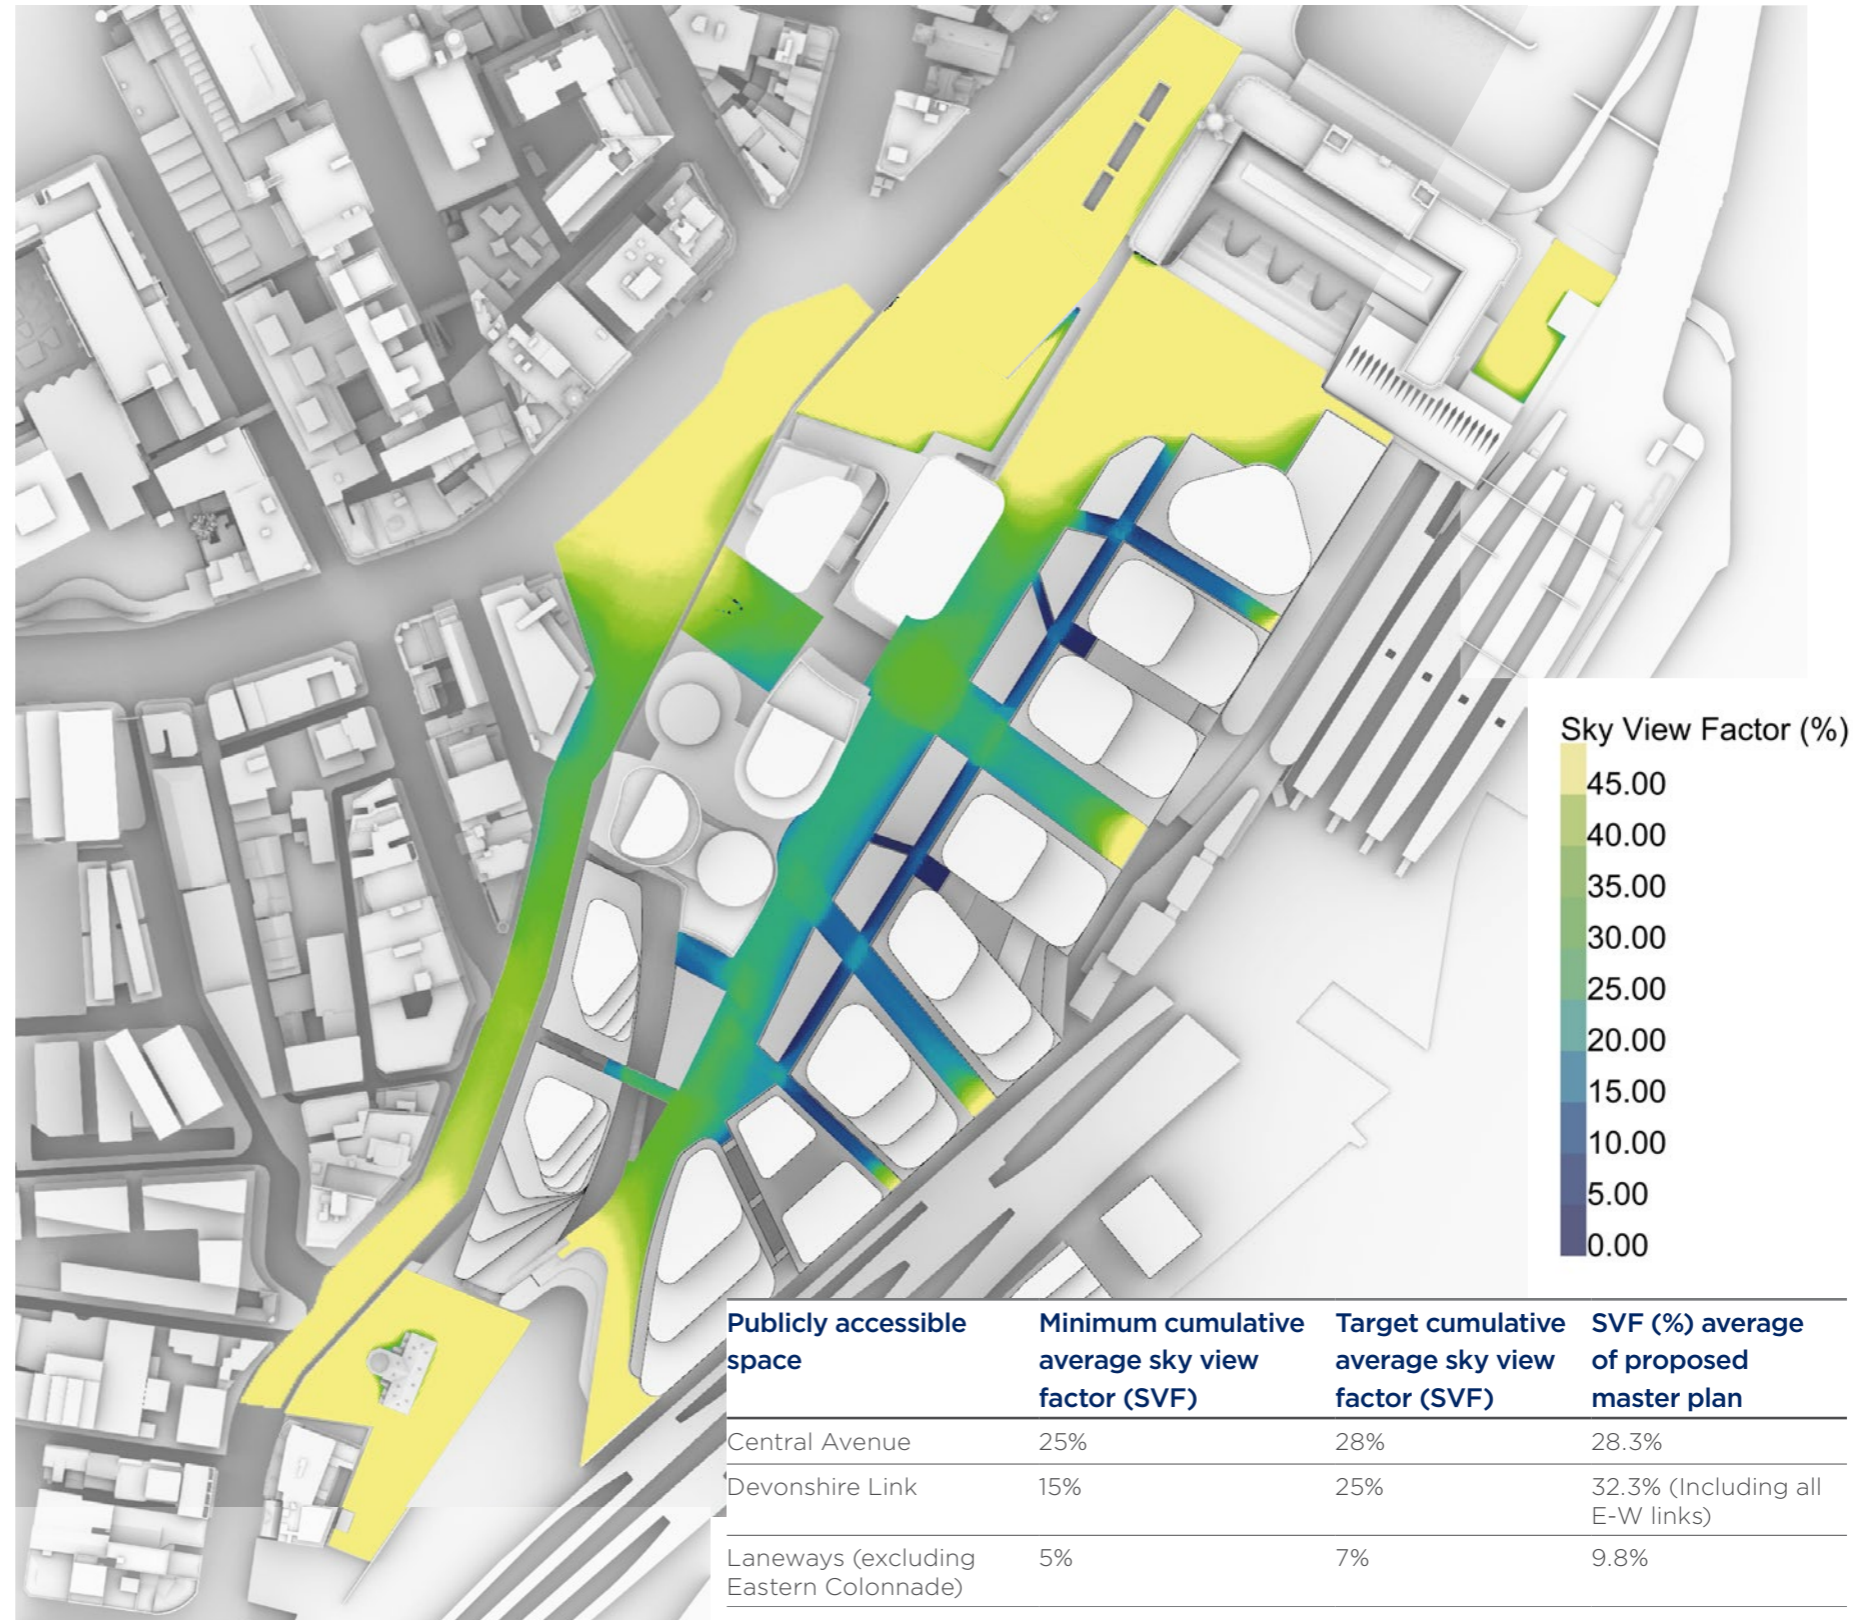 Sky View Factor (%)
45.00
40.00
35.00
30.00
25.00
20.00
15.00
10.00
5.00
0.00
Publicly accessible space Minimum cumulative average sky view factor (SVF) Target cumulative average sky view factor (SVF) SVF (%) average of proposed master plan
Central Avenue 25% 28% 28.3%
Devonshire Link 15% 25% 32.3% (Including all E-W links)
Laneways (excluding Eastern Colonnade) 5% 7% 9.8%